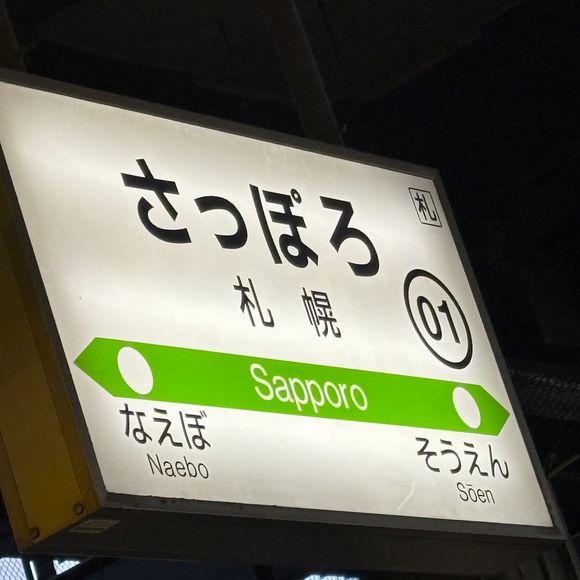 さっぽろ
札
札幌
01
Sapporo
なえぼ
Naebo
そうえん
Sōen